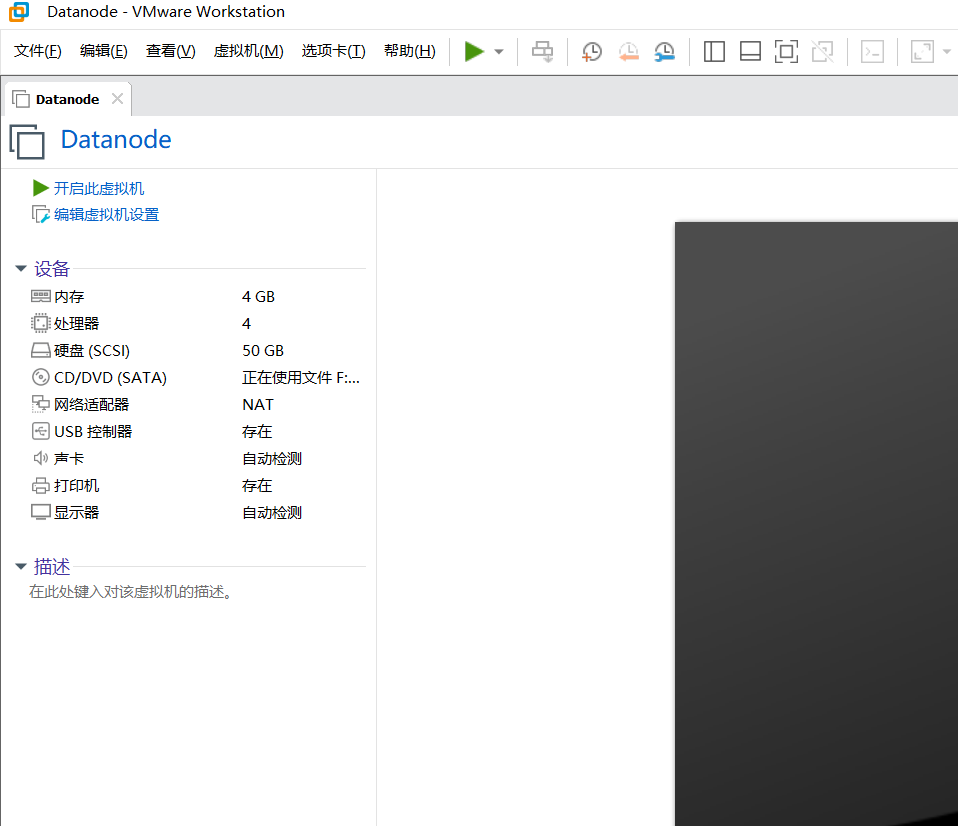 Datanode - VMware Workstation
文件(F) 编辑(E) 查看(V) 虚拟机(M) 选项卡(T) 帮助(H)
Datanode
Datanode
开启此虚拟机
编辑虚拟机设置
设备
内存 4 GB
处理器 4
硬盘 (SCSI) 50 GB
CD/DVD (SATA) 正在使用文件 F:...
网络适配器 NAT
USB 控制器 存在
声卡 自动检测
打印机 存在
显示器 自动检测
描述
在此处键入对该虚拟机的描述。